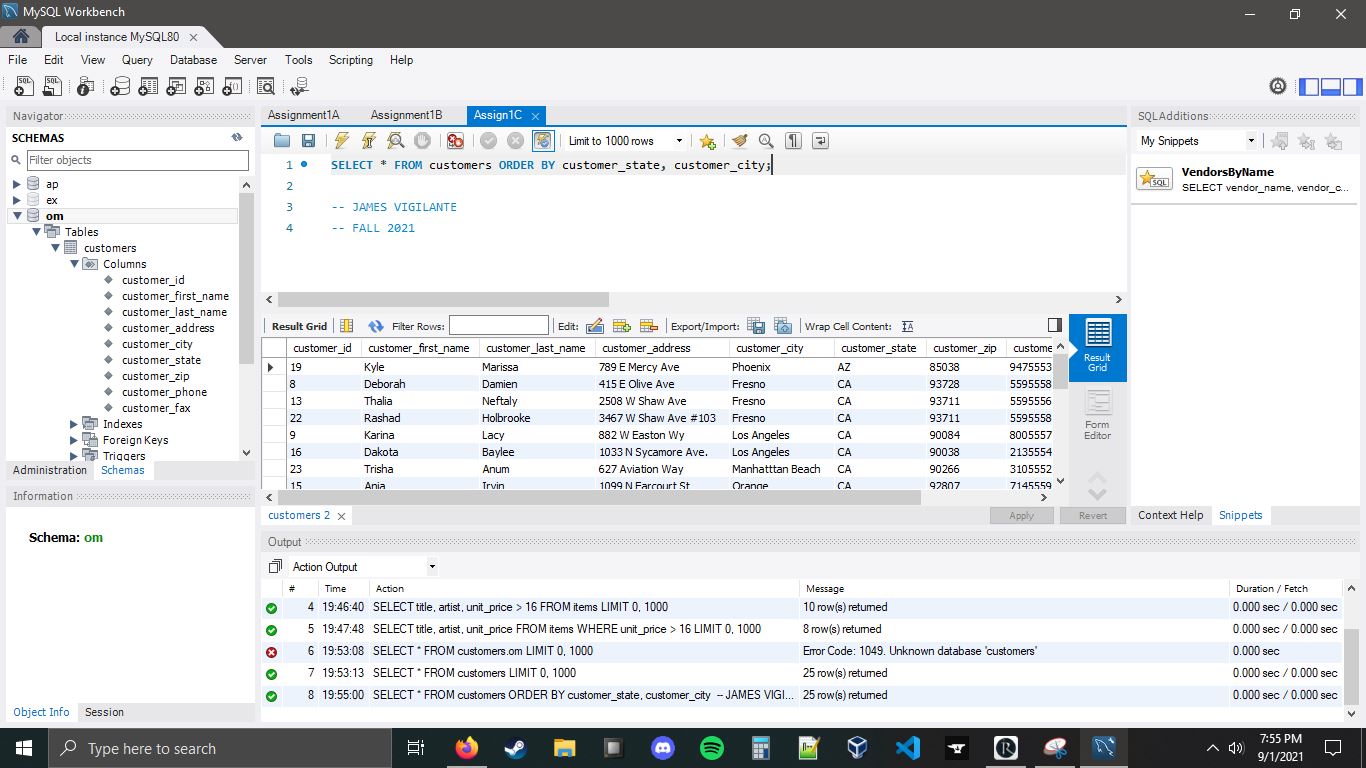 MySQL Workbench
Local instance MySQL80
File Edit View Query Database Server Tools Scripting Help
Navigator
SCHEMAS
Filter objects
ap
ex
om
Tables
customers
Columns
customer_id
customer_first_name
customer_last_name
customer_address
customer_city
customer_state
customer_zip
customer_phone
customer_fax
Indexes
Foreign Keys
Triggers
Administration Schemas
Information
Schema: om
Object Info Session
Assignment1A Assignment1B Assign1C
Limit to 1000 rows
1 SELECT * FROM customers ORDER BY customer_state, customer_city;
2
3 -- JAMES VIGILANTE
4 -- FALL 2021
Result Grid Filter Rows: Edit: Export/Import: Wrap Cell Content: IA
customer_id customer_first_name customer_last_name customer_address customer_city customer_state customer_zip custome
19 Kyle Marissa 789 E Mercy Ave Phoenix AZ 85038 9475553
8 Deborah Damien 415 E Olive Ave Fresno CA 93728 5595558
13 Thalia Neftaly 2508 W Shaw Ave Fresno CA 93711 5595556
22 Rashad Holbrooke 3467 W Shaw Ave #103 Fresno CA 93711 5595558
9 Karina Lacy 882 W Easton Wy Los Angeles CA 90084 8005557
16 Dakota Baylee 1033 N Sycamore Ave. Los Angeles CA 90038 2135554
23 Trisha Anum 627 Aviation Way Manhatttan Beach CA 90266 3105552
15 Ania Irvin 1099 N Farcourt St Orange CA 92807 7145559
Result Grid
Form Editor
customers 2
Apply Revert
SQLAdditions
My Snippets
SQL
VendorsByName
SELECT vendor_name, vendor_c...
Context Help Snippets
Output
Action Output
# Time Action Message Duration / Fetch
4 19:46:40 SELECT title, artist, unit_price > 16 FROM items LIMIT 0, 1000 10 row(s) returned 0.000 sec / 0.000 sec
5 19:47:48 SELECT title, artist, unit_price FROM items WHERE unit_price > 16 LIMIT 0, 1000 8 row(s) returned 0.000 sec / 0.000 sec
6 19:53:08 SELECT * FROM customers.om LIMIT 0, 1000 Error Code: 1049. Unknown database 'customers' 0.000 sec
7 19:53:13 SELECT * FROM customers LIMIT 0, 1000 25 row(s) returned 0.000 sec / 0.000 sec
8 19:55:00 SELECT * FROM customers ORDER BY customer_state, customer_city -- JAMES VIGI... 25 row(s) returned 0.000 sec / 0.000 sec
Type here to search
7:55 PM
9/1/2021